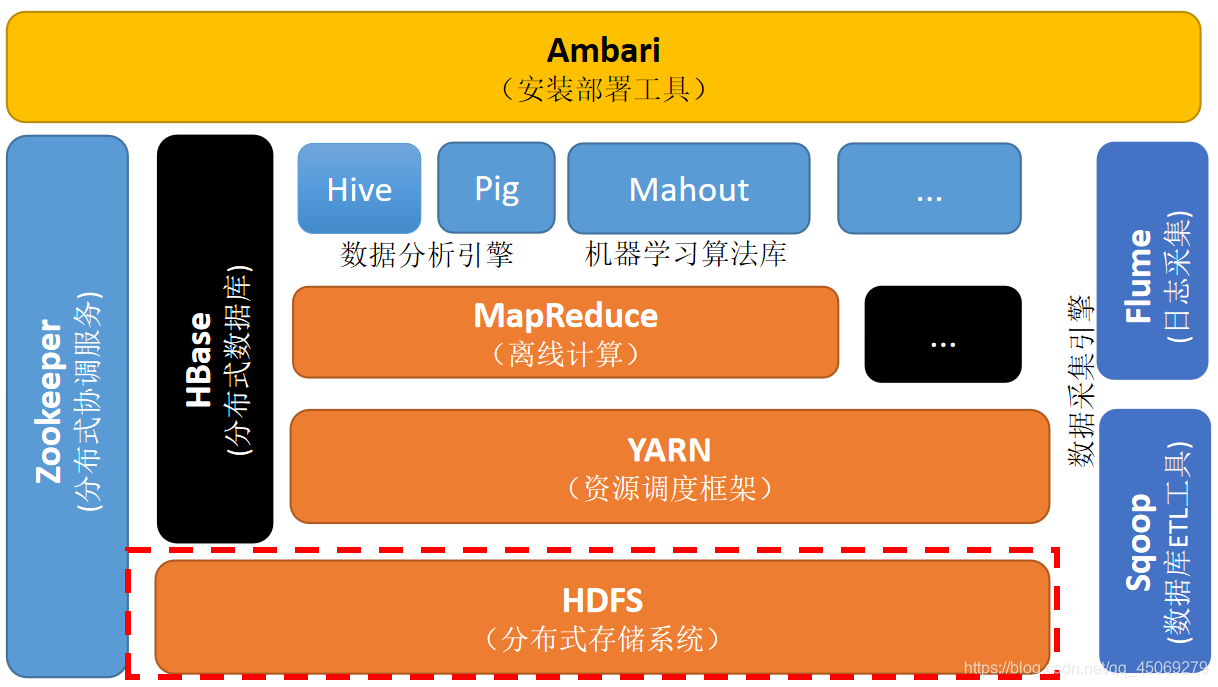 Ambari
（安装部署工具）
Zookeeper
(分布式协调服务)
HBase
(分布式数据库)
Hive
Pig
Mahout
...
数据分析引擎
机器学习算法库
MapReduce
（离线计算）
...
YARN
（资源调度框架）
HDFS
（分布式存储系统）
数据采集引擎
Flume
(日志采集)
Sqoop
(数据库ETL工具)
https://blog.csdn.net/qq_45069279